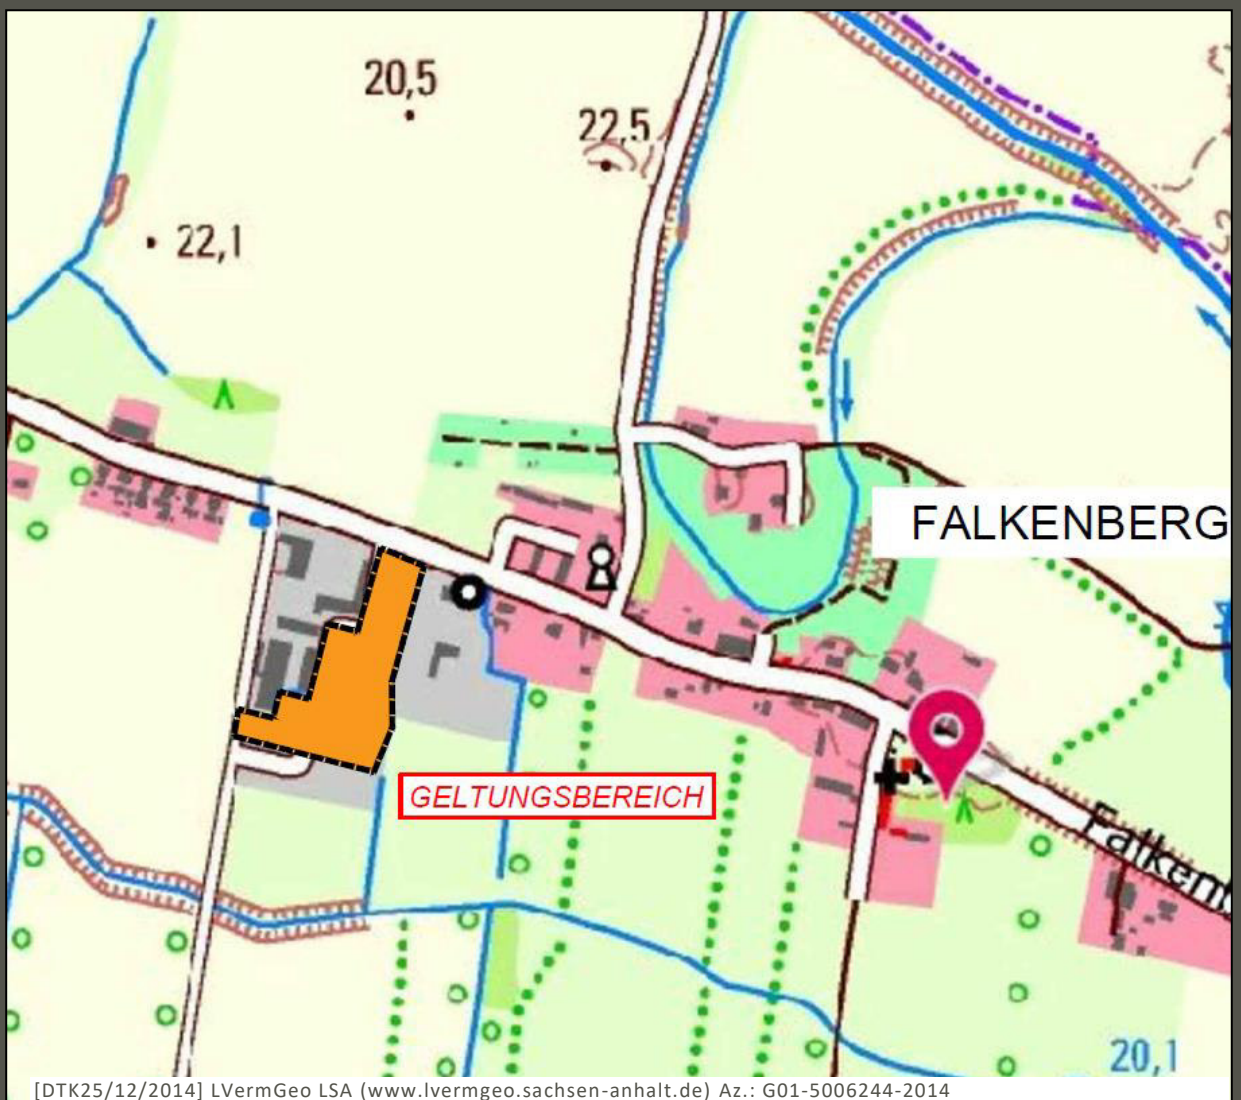 20,5
22,5
22,1
FALKENBERG
GELTUNGSBEREICH
20,1
[DTK25/12/2014] LVermGeo LSA (www.lvermgeo.sachsen-anhalt.de) Az.: G01-5006244-2014